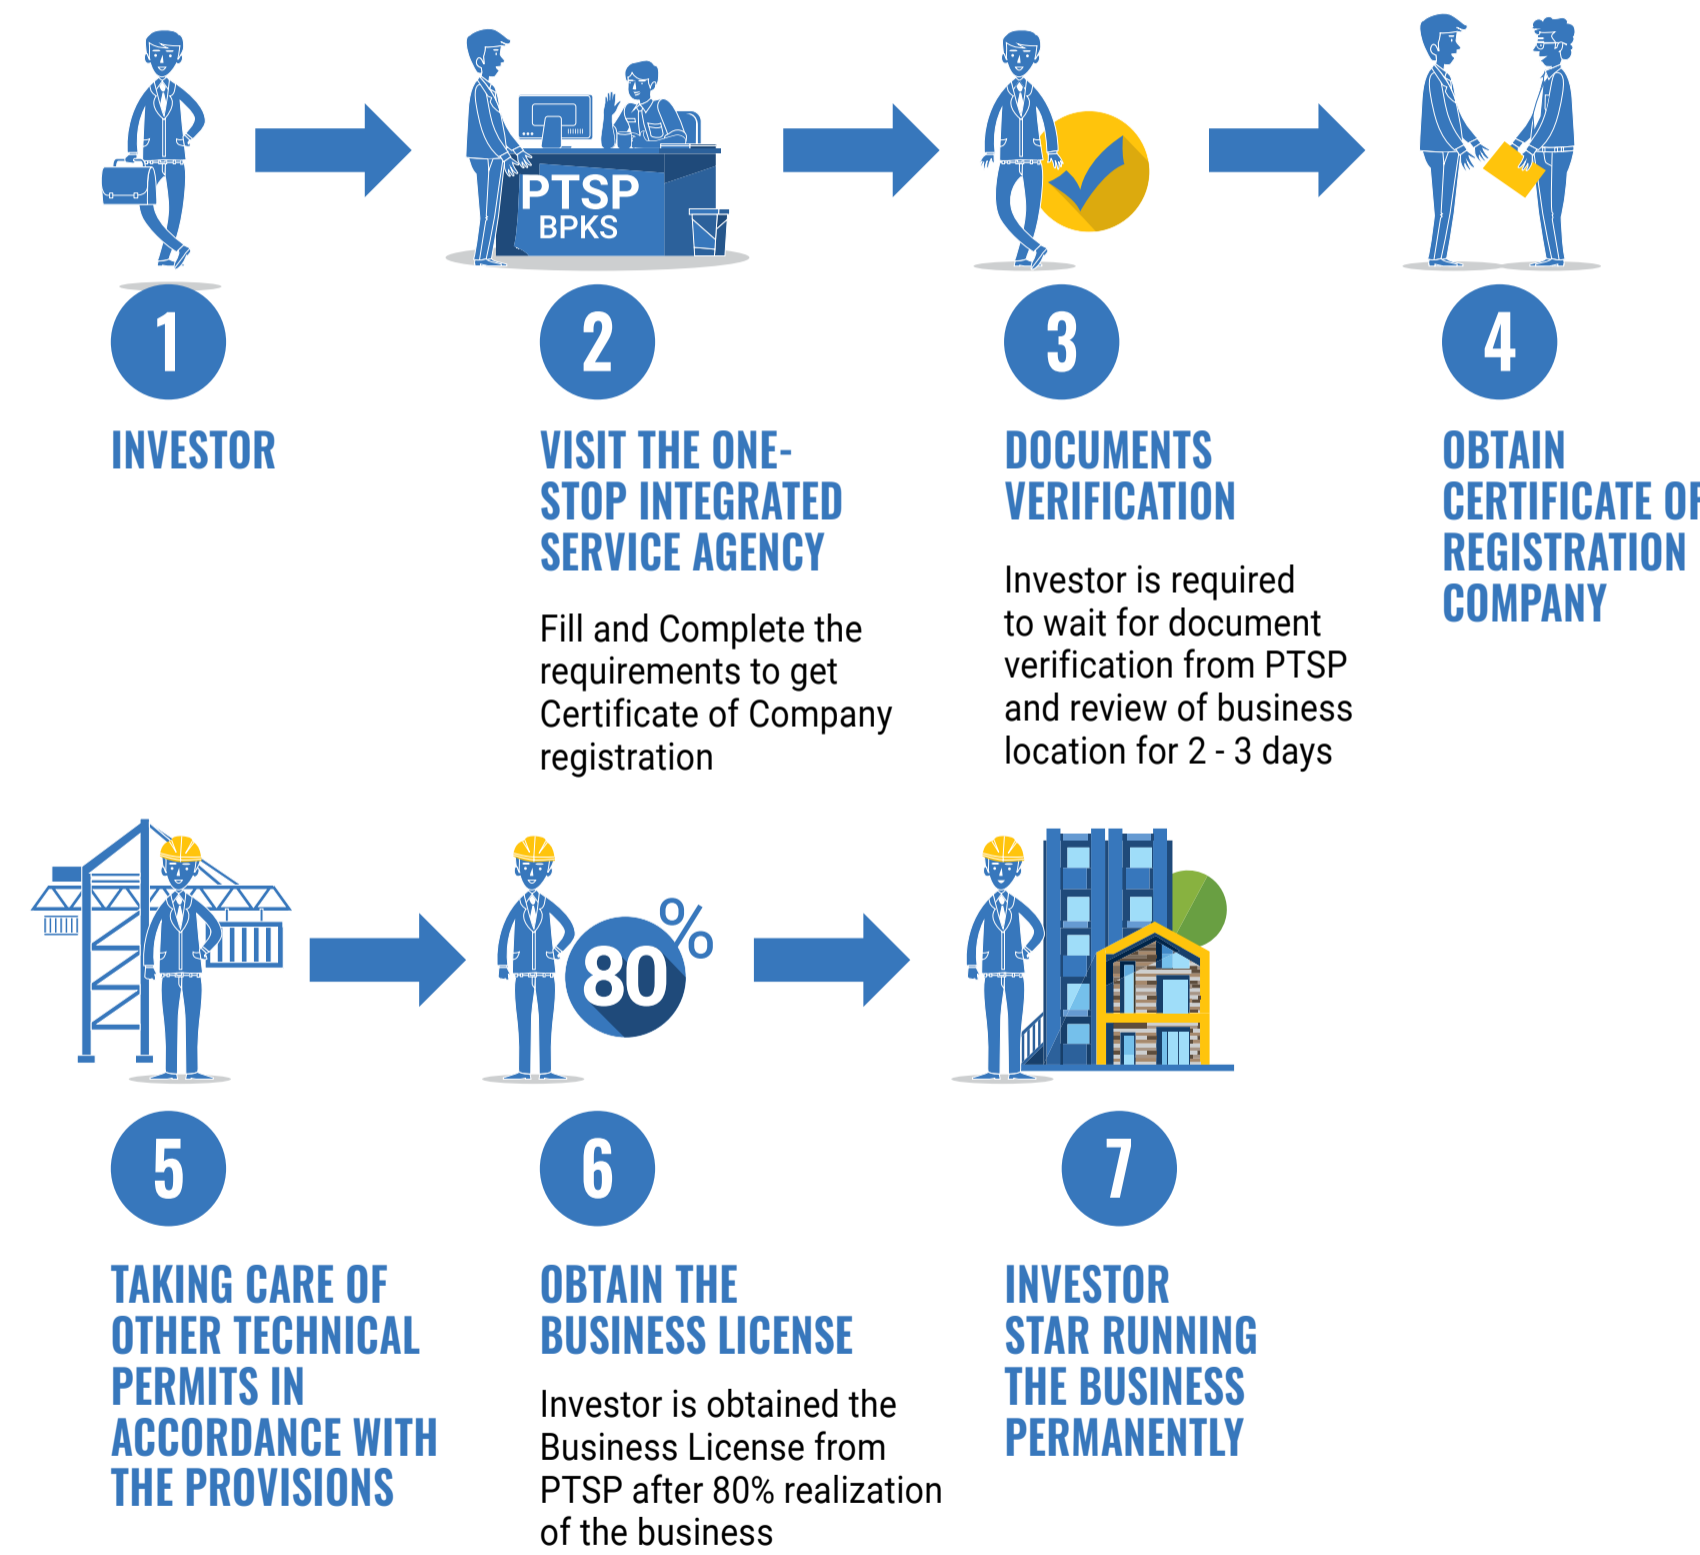 PTSP
BPKS
1
INVESTOR
2
VISIT THE ONE-
STOP INTEGRATED
SERVICE AGENCY
Fill and Complete the
requirements to get
Certificate of Company
registration
3
DOCUMENTS
VERIFICATION
Investor is required
to wait for document
verification from PTSP
and review of business
location for 2 - 3 days
4
OBTAIN
CERTIFICATE OF
REGISTRATION
COMPANY
5
TAKING CARE OF
OTHER TECHNICAL
PERMITS IN
ACCORDANCE WITH
THE PROVISIONS
80%
6
OBTAIN THE
BUSINESS LICENSE
Investor is obtained the
Business License from
PTSP after 80% realization
of the business
7
INVESTOR
STAR RUNNING
THE BUSINESS
PERMANENTLY